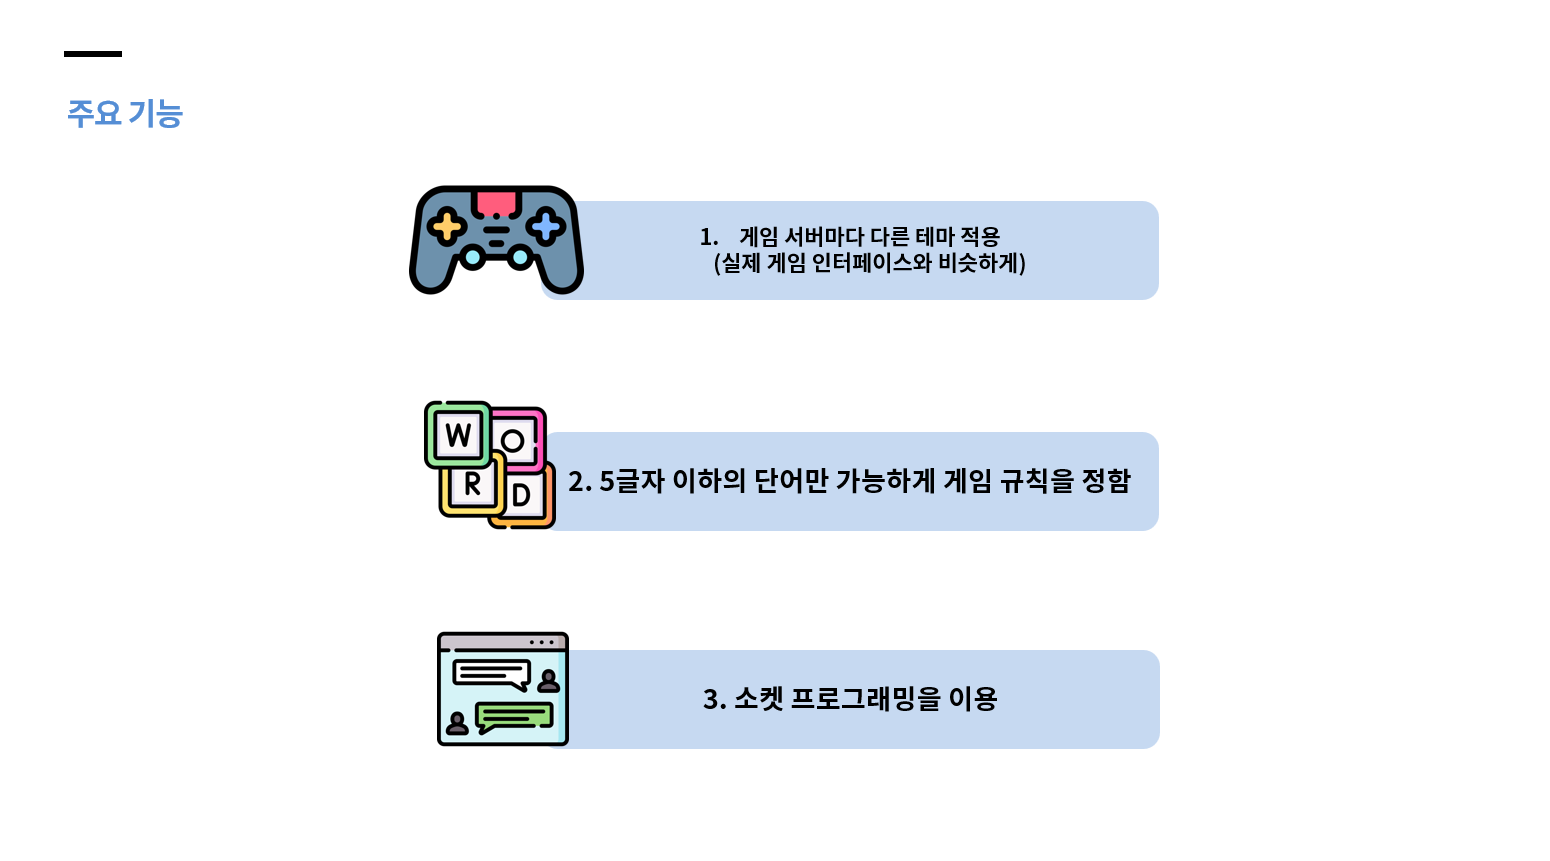 주요 기능
1. 게임 서버마다 다른 테마 적용
(실제 게임 인터페이스와 비슷하게)
W
O
R
D
2. 5글자 이하의 단어만 가능하게 게임 규칙을 정함
3. 소켓 프로그래밍을 이용